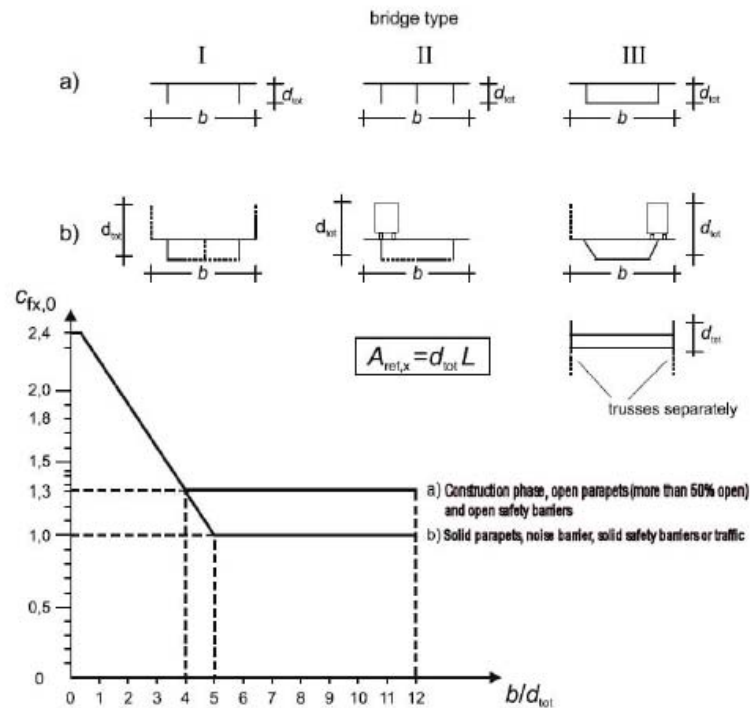 bridge type
I II III
a) d_tot d_tot d_tot
b b b
b) d_tot d_tot d_tot
b b b
c_fx,0
2,4
A_ret,x = d_tot L
d_tot
2,0
trusses separately
1,8
1,5
1,3
a) Construction phase, open parapets (more than 50% open)
and open safety barriers
1,0
b) Solid parapets, noise barrier, solid safety barriers or traffic
0,5
0
0 1 2 3 4 5 6 7 8 9 10 11 12
b/d_tot